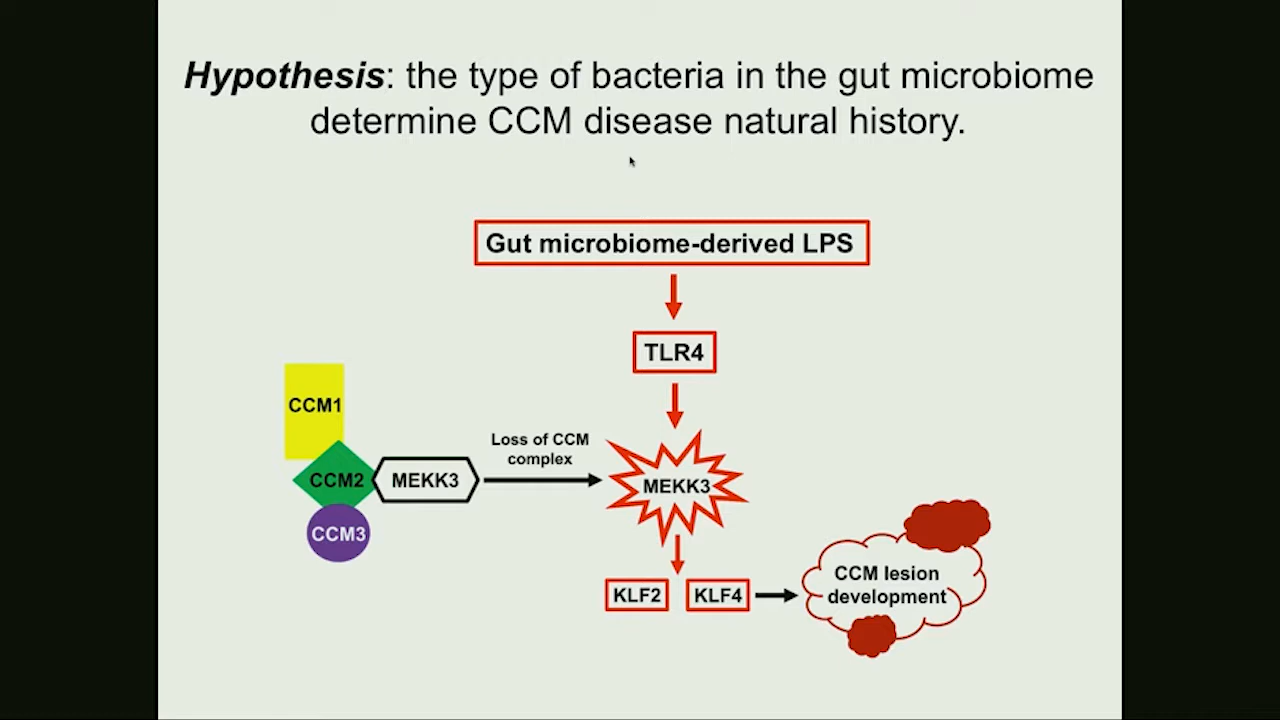 Hypothesis: the type of bacteria in the gut microbiome
determine CCM disease natural history.
Gut microbiome-derived LPS
TLR4
CCM1
Loss of CCM
complex
CCM2
MEKK3
MEKK3
CCM3
KLF2
KLF4
CCM lesion
development